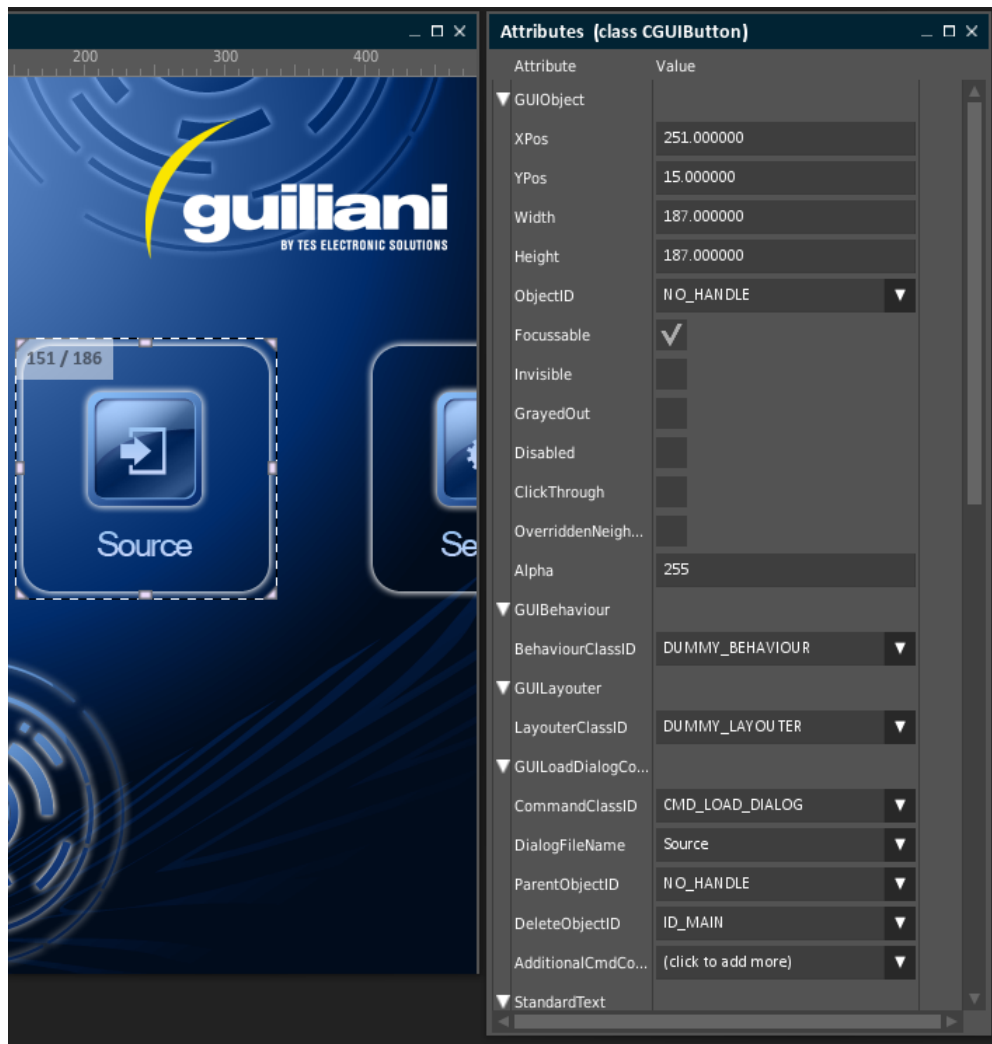 200 300 400
guiliani
BY TES ELECTRONIC SOLUTIONS
151 / 186
Source
Se
Attributes (class CGUIButton)
Attribute Value
GUIObject
XPos 251.000000
YPos 15.000000
Width 187.000000
Height 187.000000
ObjectID NO_HANDLE
Focussable
Invisible
GrayedOut
Disabled
ClickThrough
OverriddenNeigh...
Alpha 255
GUIBehaviour
BehaviourClassID DUMMY_BEHAVIOUR
GUILayouter
LayouterClassID DUMMY_LAYOUTER
GUILoadDialogCo...
CommandClassID CMD_LOAD_DIALOG
DialogFileName Source
ParentObjectID NO_HANDLE
DeleteObjectID ID_MAIN
AdditionalCmdCo... (click to add more)
StandardText